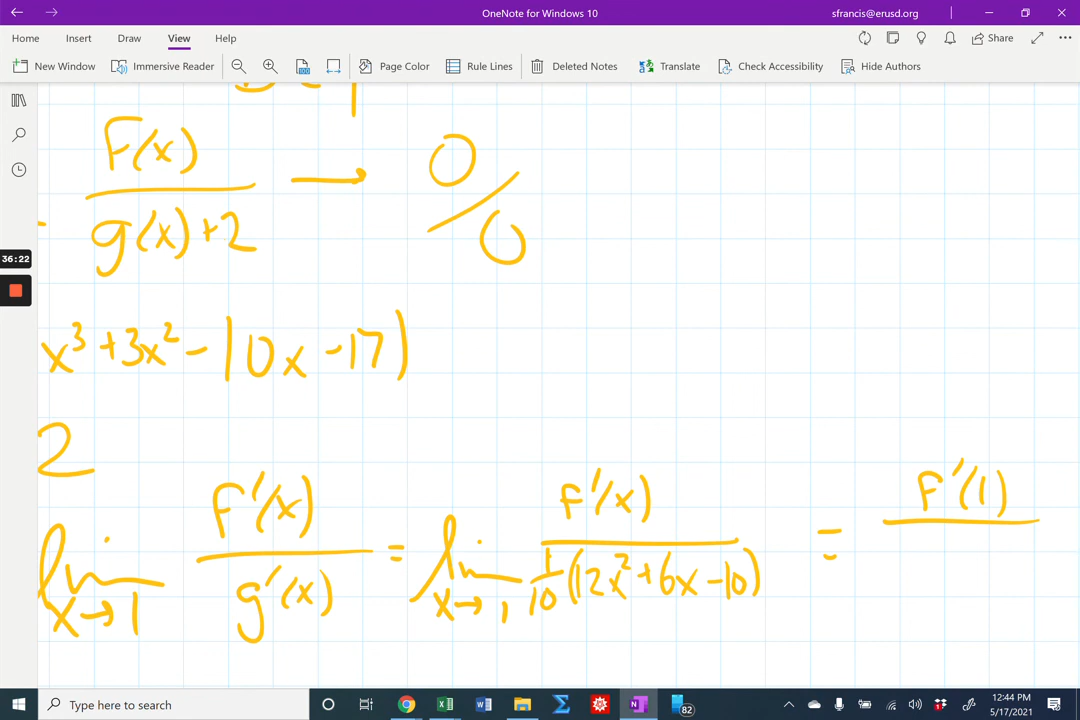 OneNote for Windows 10
sfrancis@erusd.org
Home Insert Draw View Help
Share
New Window Immersive Reader Page Color Rule Lines Deleted Notes Translate Check Accessibility Hide Authors
F(x) / g(x)+2 → 0/0
36:22
x³+3x²-10x-17)
2
lim x→1 F'(x) / g'(x) = lim x→1 F'(x) / 1/10(12x²+6x-10) = F'(1)
Type here to search
82
12:44 PM
5/17/2021